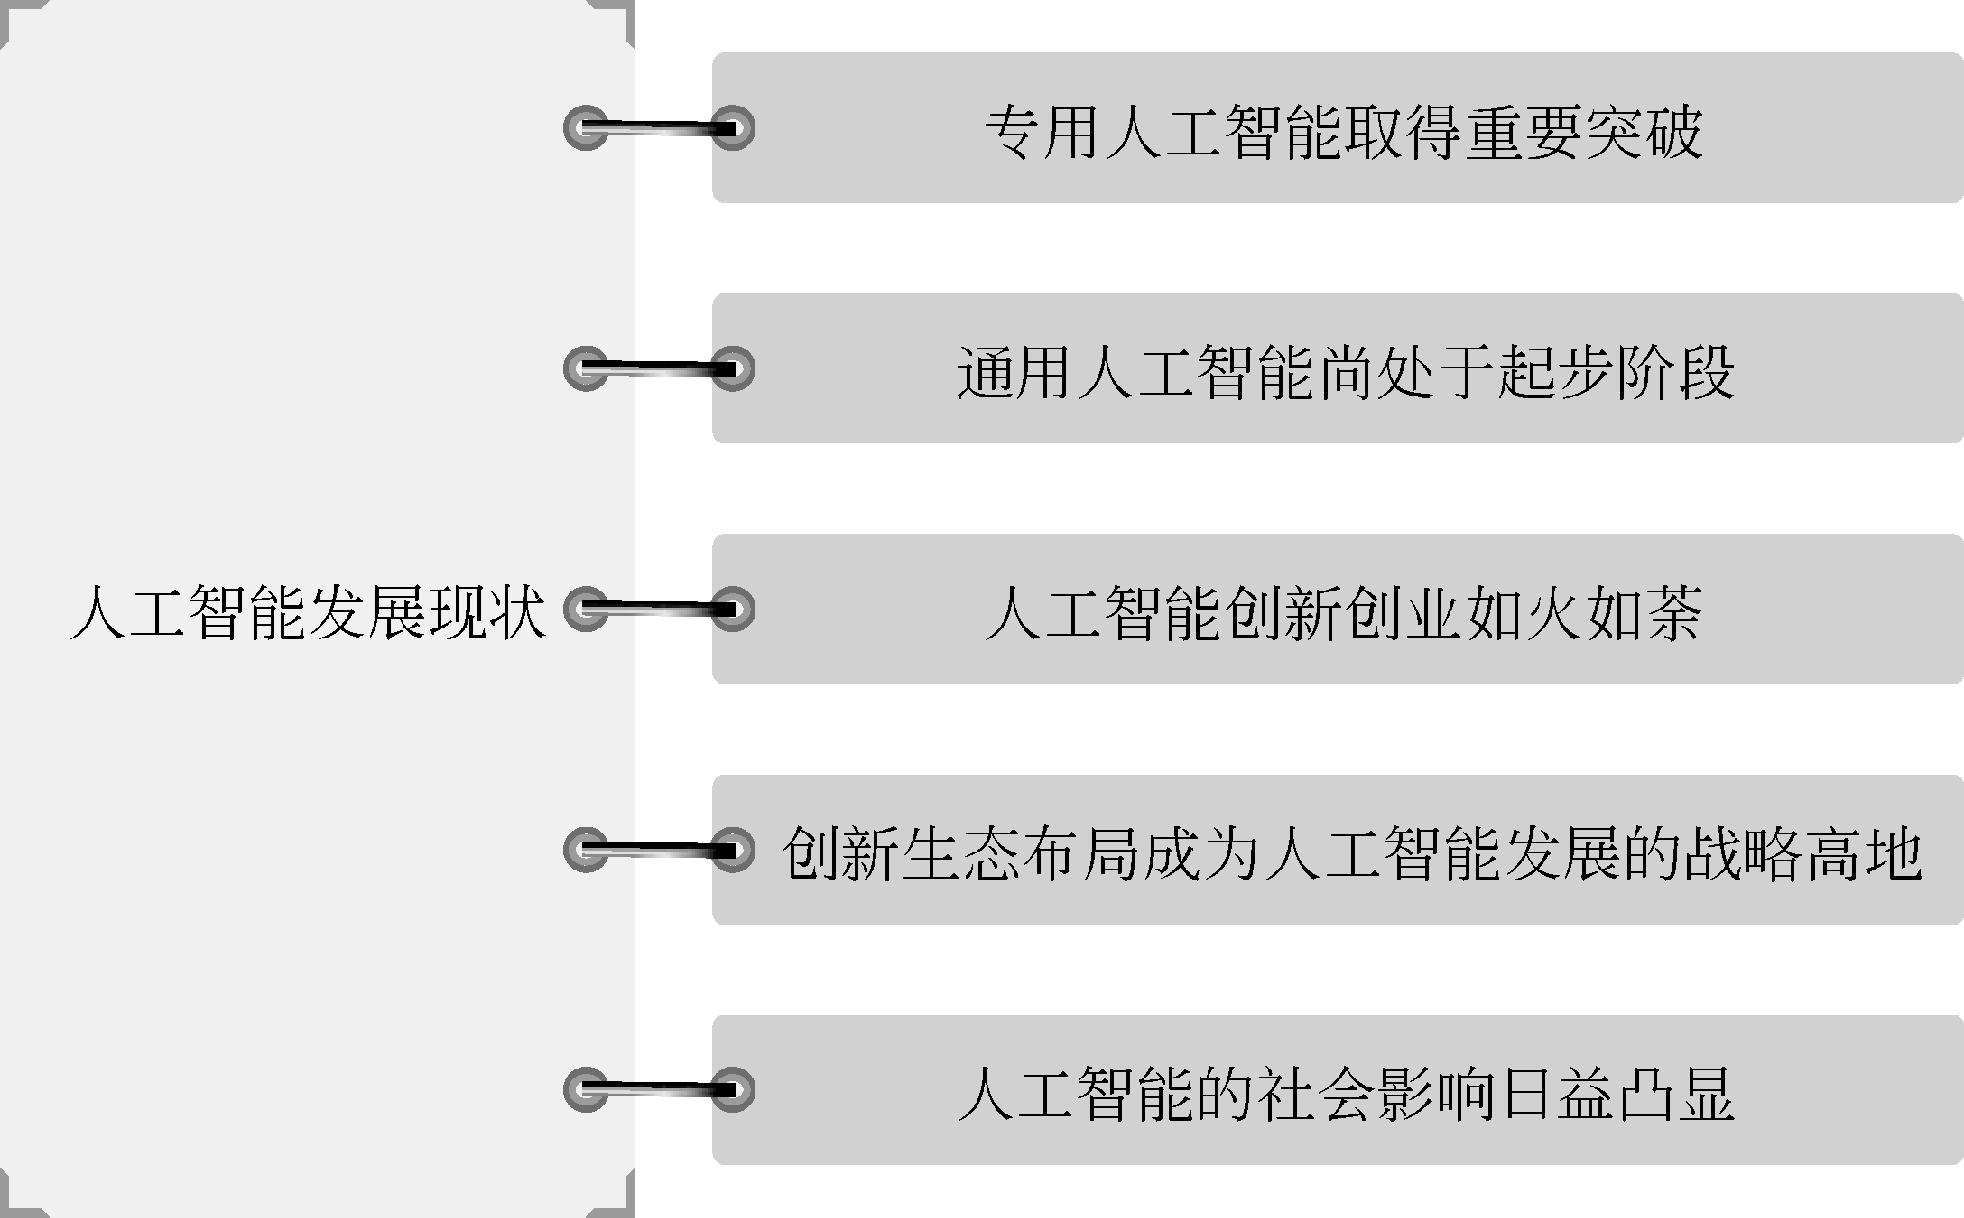 人工智能发展现状
专用人工智能取得重要突破
通用人工智能尚处于起步阶段
人工智能创新创业如火如荼
创新生态布局成为人工智能发展的战略高地
人工智能的社会影响日益凸显